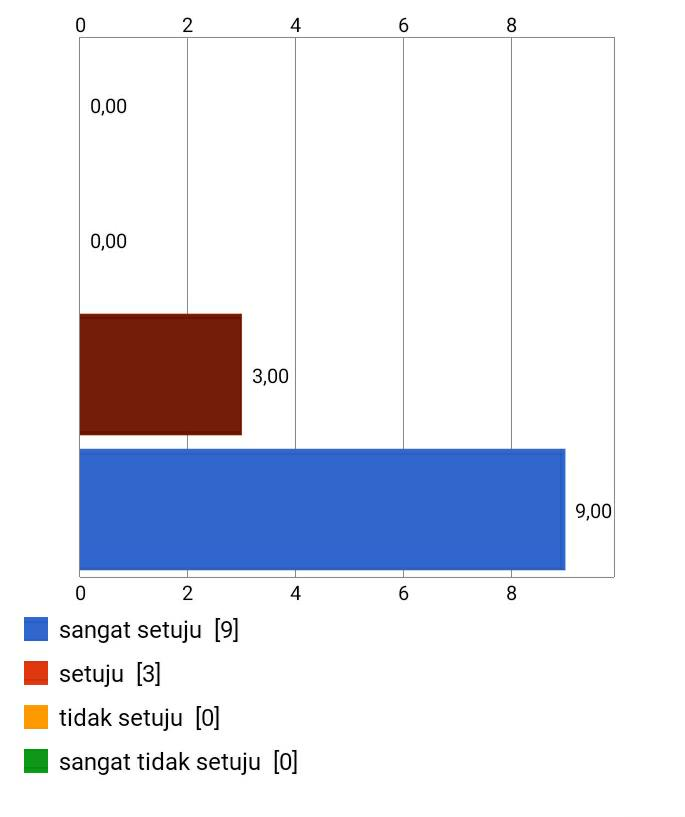 0 2 4 6 8
0,00
0,00
3,00
9,00
0 2 4 6 8
sangat setuju [9]
setuju [3]
tidak setuju [0]
sangat tidak setuju [0]